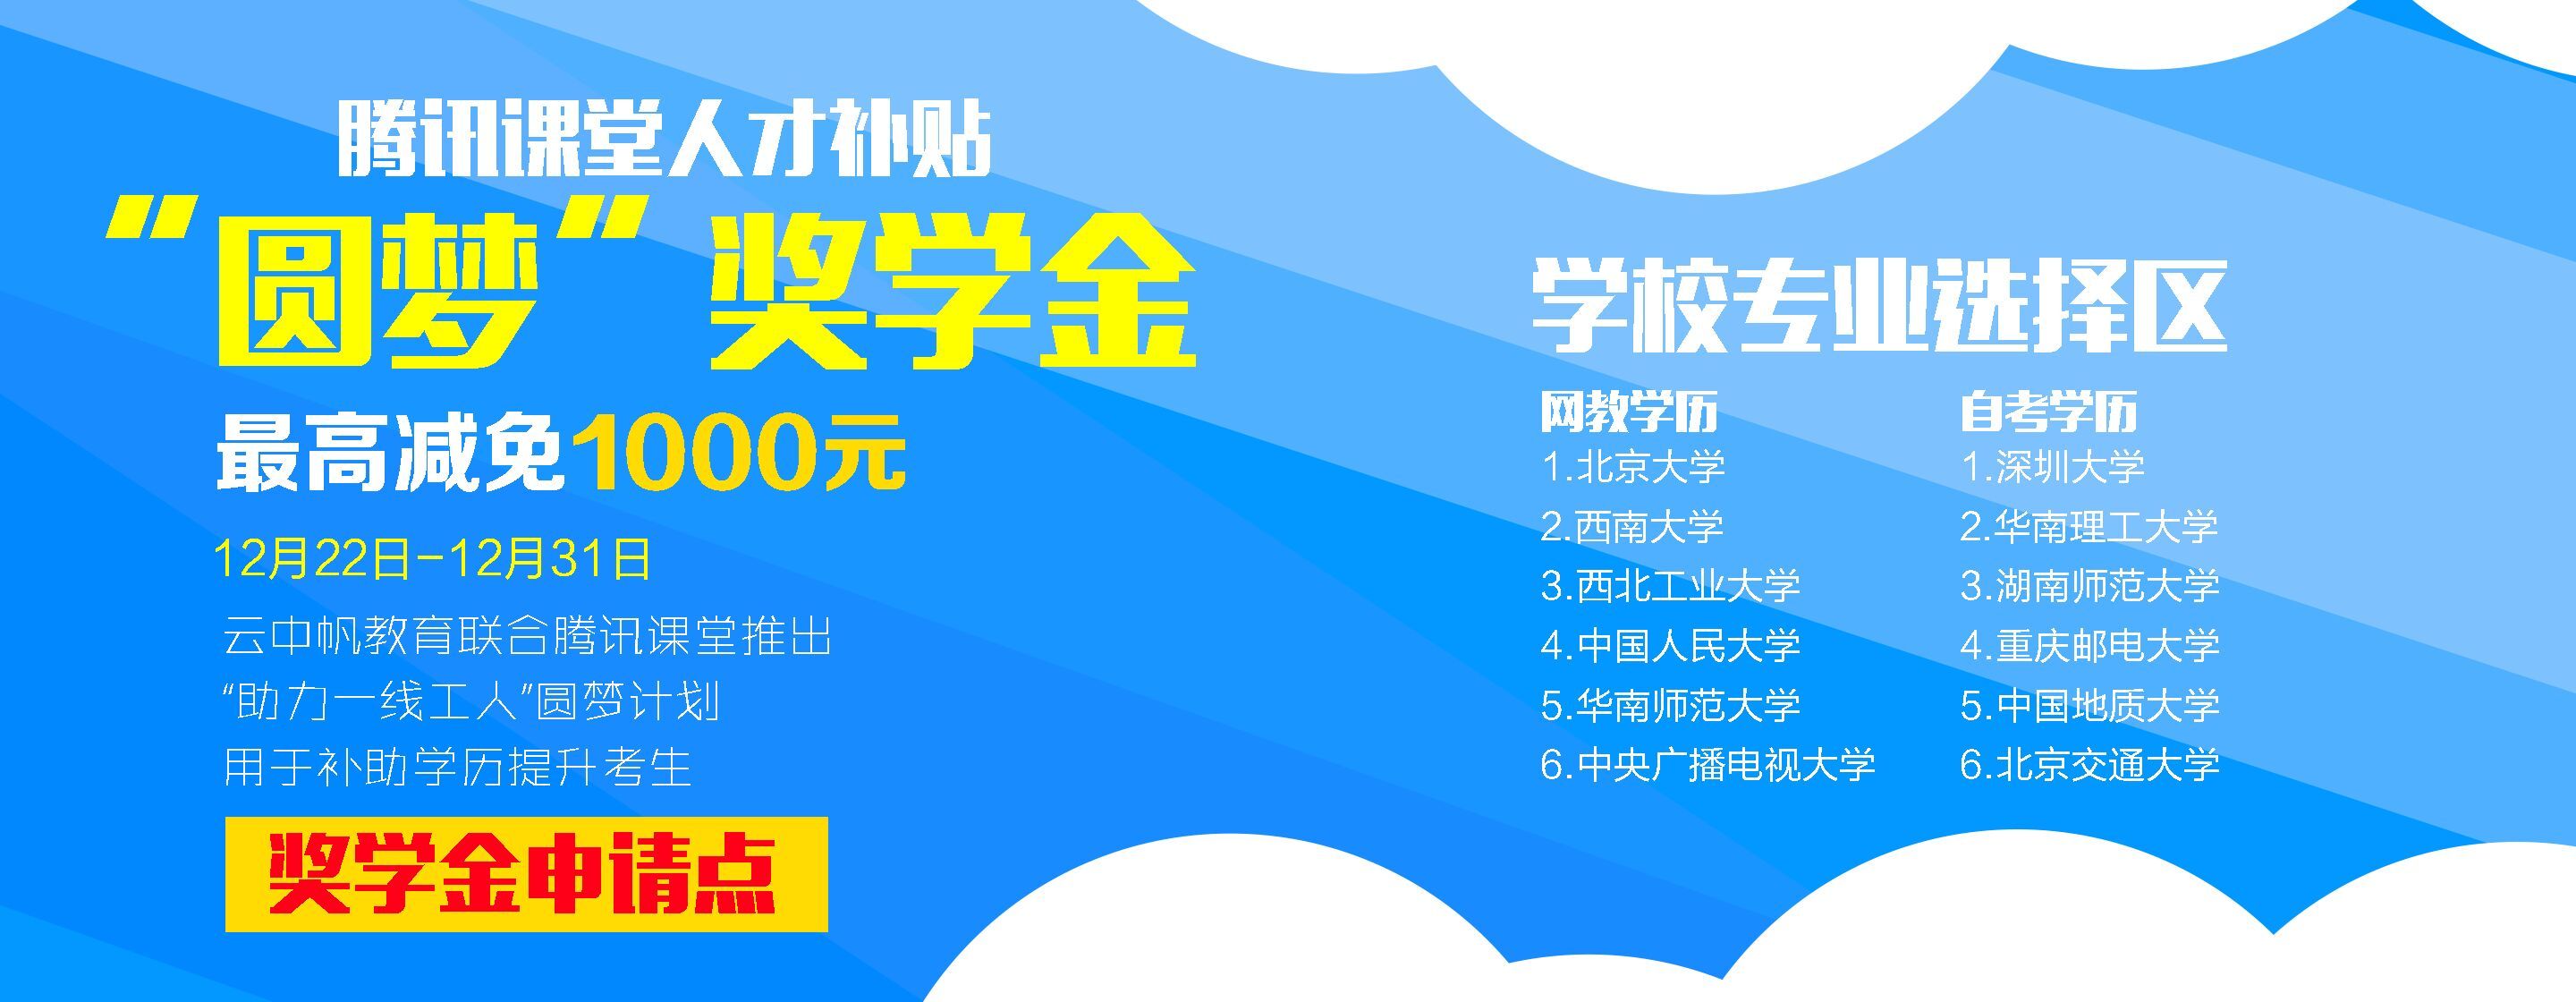 腾讯课堂人才补贴
“圆梦”奖学金
最高减免1000元
12月22日-12月31日
云中帆教育联合腾讯课堂推出
“助力一线工人”圆梦计划
用于补助学历提升考生
奖学金申请点
学校专业选择区
网教学历
1.北京大学
2.西南大学
3.西北工业大学
4.中国人民大学
5.华南师范大学
6.中央广播电视大学
自考学历
1.深圳大学
2.华南理工大学
3.湖南师范大学
4.重庆邮电大学
5.中国地质大学
6.北京交通大学